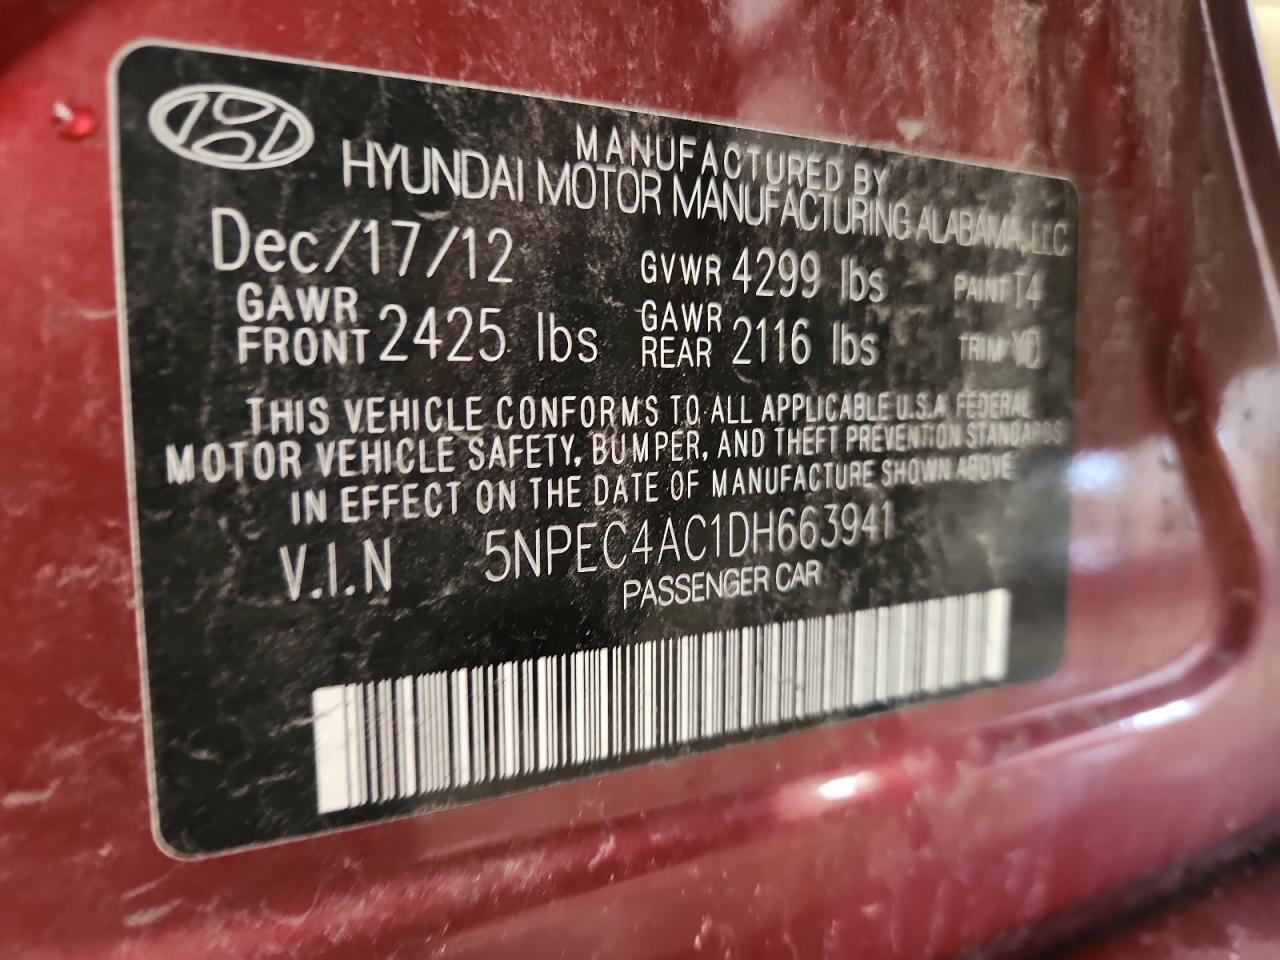 MANUFACTURED BY
HYUNDAI MOTOR MANUFACTURING ALABAMA, LLC
Dec/17/12 GVWR 4299 lbs PAINT T4
GAWR FRONT 2425 lbs GAWR REAR 2116 lbs TRIM
THIS VEHICLE CONFORMS TO ALL APPLICABLE U.S.A FEDERAL
MOTOR VEHICLE SAFETY, BUMPER, AND THEFT PREVENTION STANDARDS
IN EFFECT ON THE DATE OF MANUFACTURE SHOWN ABOVE
V.I.N 5NPEC4AC1DH663941
PASSENGER CAR